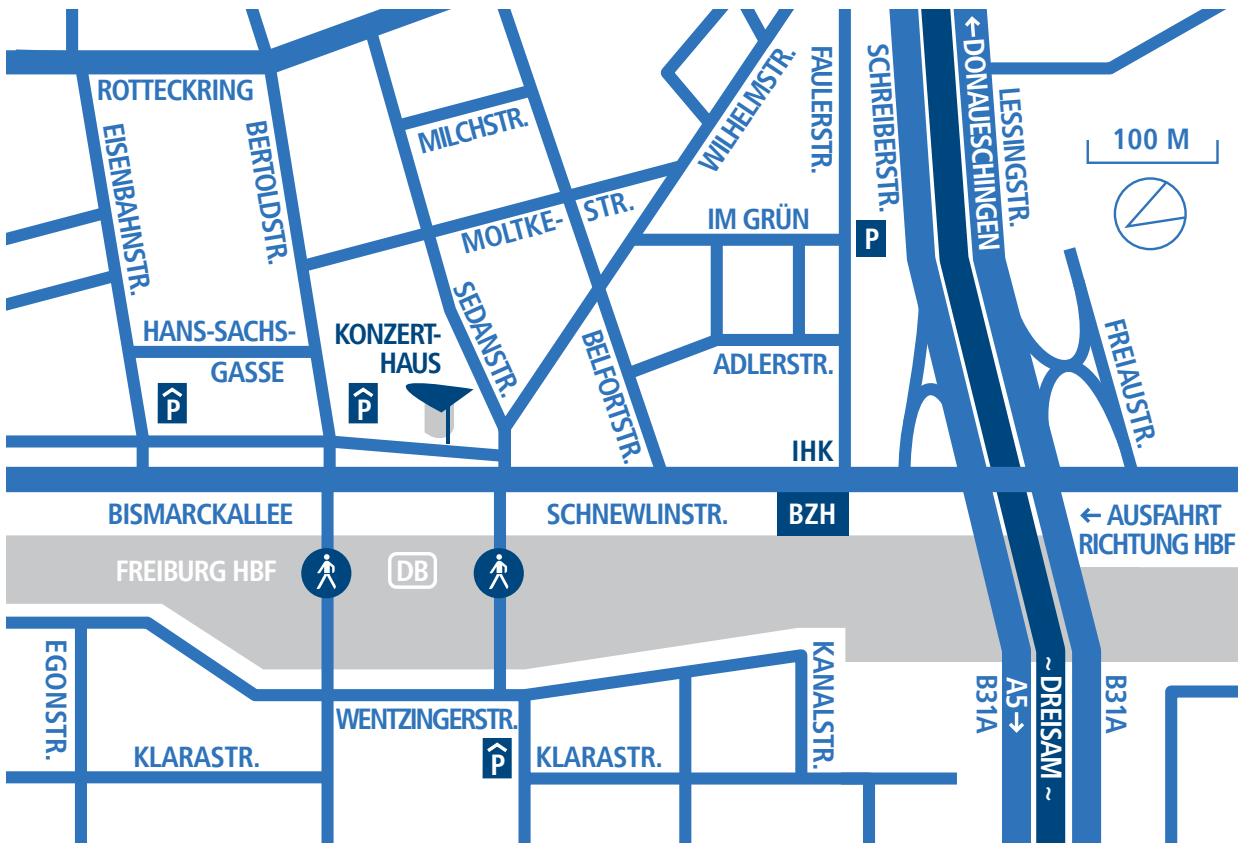 ROTTECKRING
EISENBAHNSTR.
BERTOLDSTR.
MILCHSTR.
MOLTKE-
STR.
WILHELMSTR.
FAULERSTR.
SCHREIBERSTR.
←DONAUESCHINGEN
LESSINGSTR.
100 M
IM GRÜN
P
HANS-SACHS-
GASSE
P
KONZERT-
HAUS
P
SEDANSTR.
BELFORTSTR.
ADLERSTR.
FREIAUSTR.
IHK
BISMARCKALLEE
SCHNEWLINSTR.
BZH
← AUSFAHRT
RICHTUNG HBF
FREIBURG HBF
DB
EGONSTR.
WENTZINGERSTR.
KANALSTR.
B31A
A5→
~ DREISAM ~
B31A
KLARASTR.
P
KLARASTR.